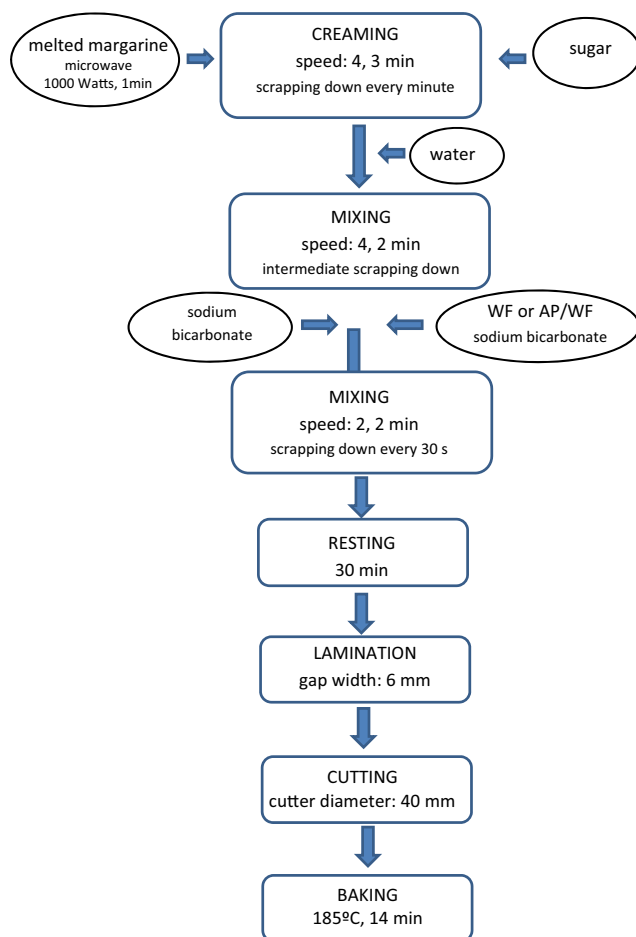 melted margarine
microwave
1000 Watts, 1min
CREAMING
speed: 4, 3 min
scrapping down every minute
sugar
water
MIXING
speed: 4, 2 min
intermediate scrapping down
sodium
bicarbonate
WF or AP/WF
sodium bicarbonate
MIXING
speed: 2, 2 min
scrapping down every 30 s
RESTING
30 min
LAMINATION
gap width: 6 mm
CUTTING
cutter diameter: 40 mm
BAKING
185ºC, 14 min